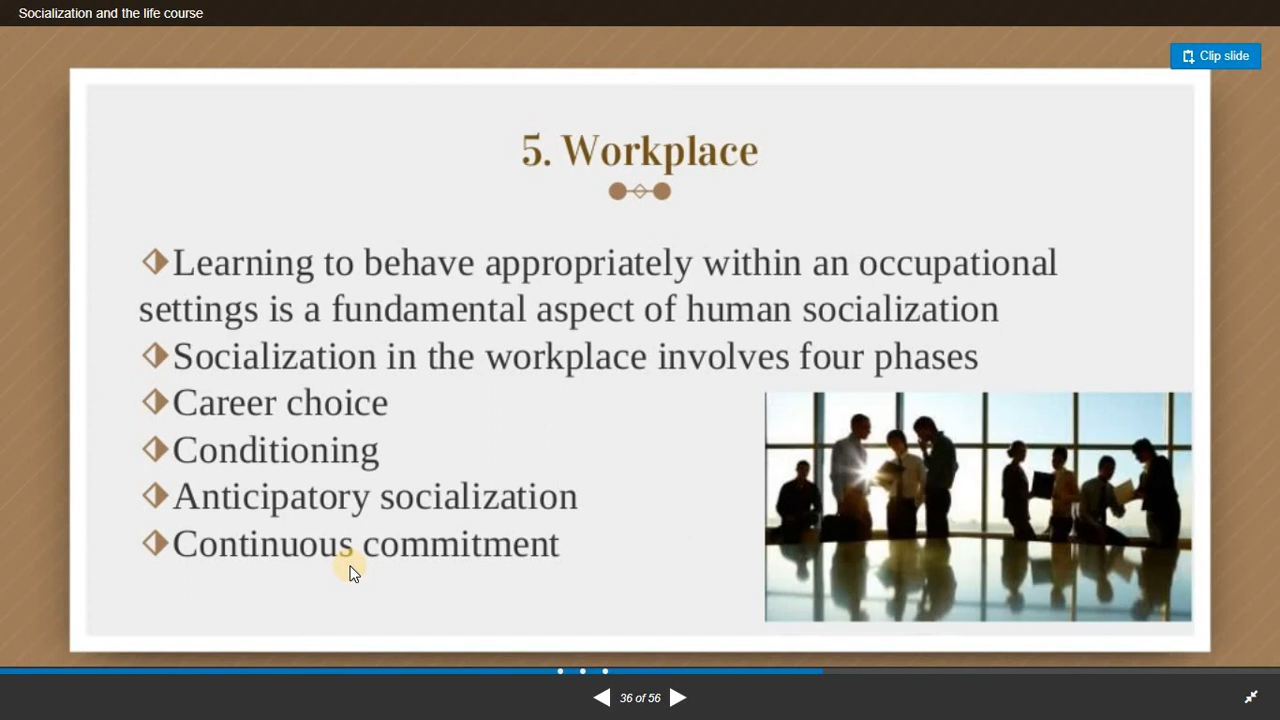 Socialization and the life course
Clip slide
5. Workplace
Learning to behave appropriately within an occupational
settings is a fundamental aspect of human socialization
Socialization in the workplace involves four phases
Career choice
Conditioning
Anticipatory socialization
Continuous commitment
36 of 56